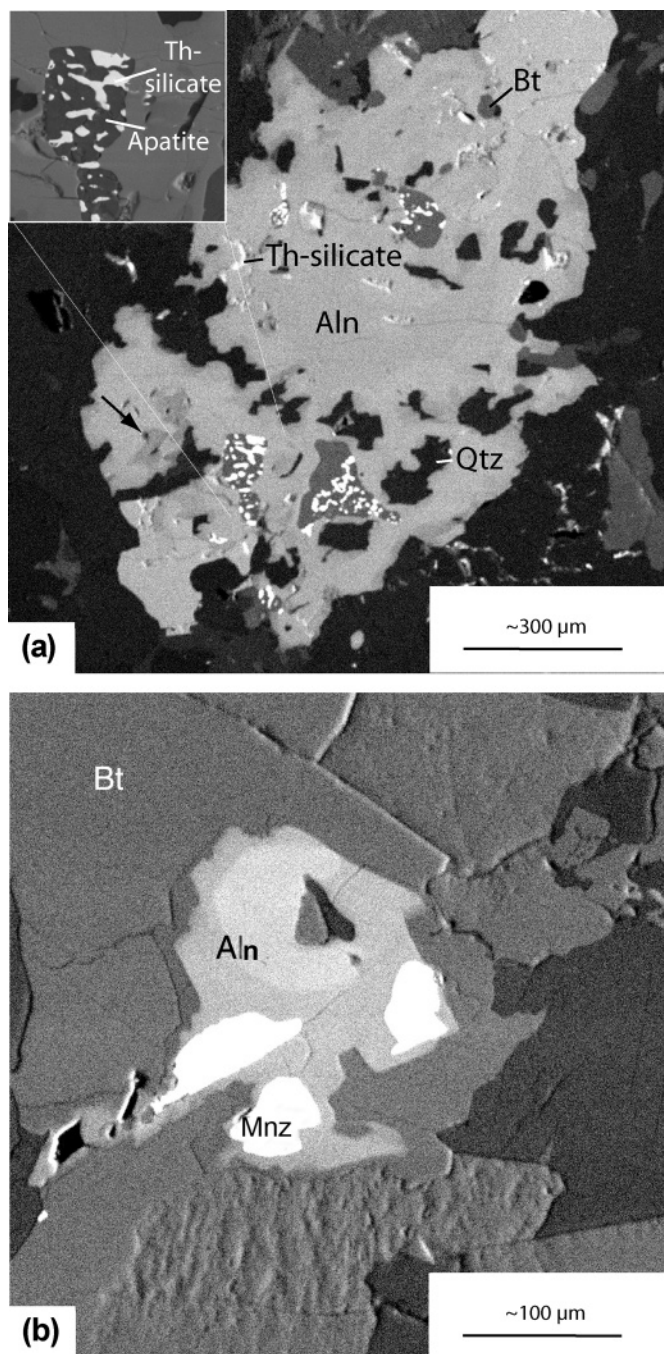 Th-
silicate
Apatite
Bt
Th-silicate
Aln
Qtz
~300 µm
(a)
Bt
Aln
Mnz
~100 µm
(b)